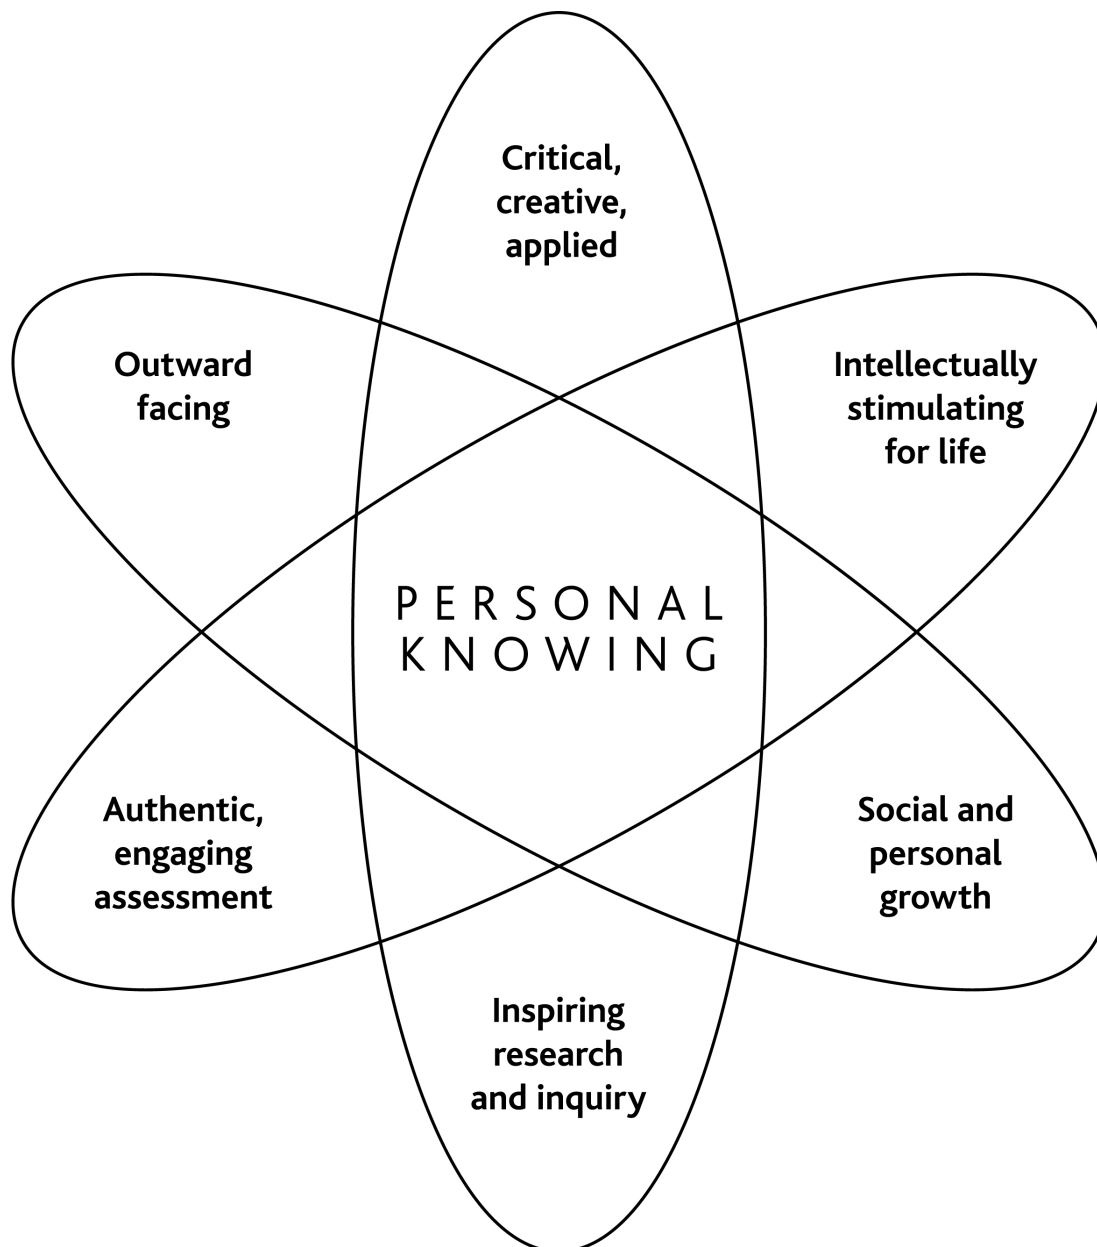 Critical,
creative,
applied
Outward
facing
Intellectually
stimulating
for life
PERSONAL
KNOWING
Authentic,
engaging
assessment
Social and
personal
growth
Inspiring
research
and inquiry